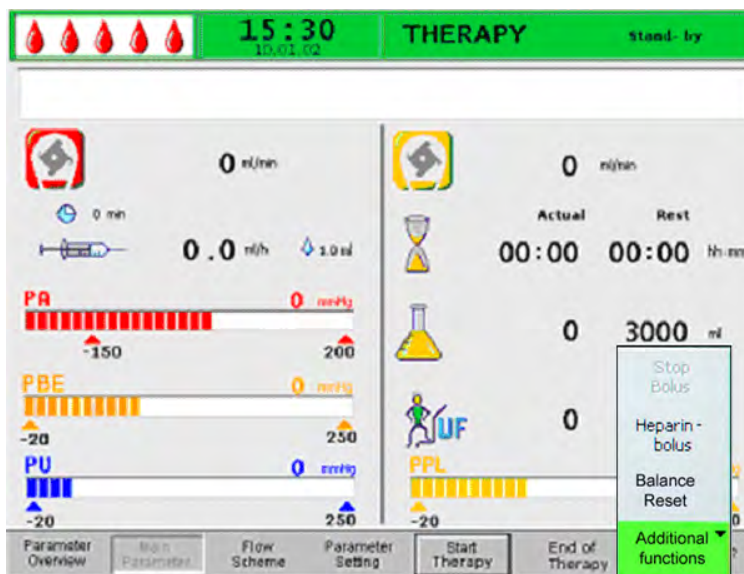 15:30 THERAPY Stand-by
10.01.02
0 ml/min 0 ml/min
0 min Actual Rest
0.0 ml/h 1.0 ml 00:00 00:00 hh:mm
PA 0 mmHg
0 3000 ml
-150 200
Stop
Bolus
PBE 0 mmHg
Heparin -
bolus
UF 0
-20 250
Balance
Reset
PU 0 mmHg PPL
-20 250 -20 0
Additional
functions
Parameter
Overview
Main
Parameter
Flow
Scheme
Parameter
Setting
Start
Therapy
End of
Therapy
?